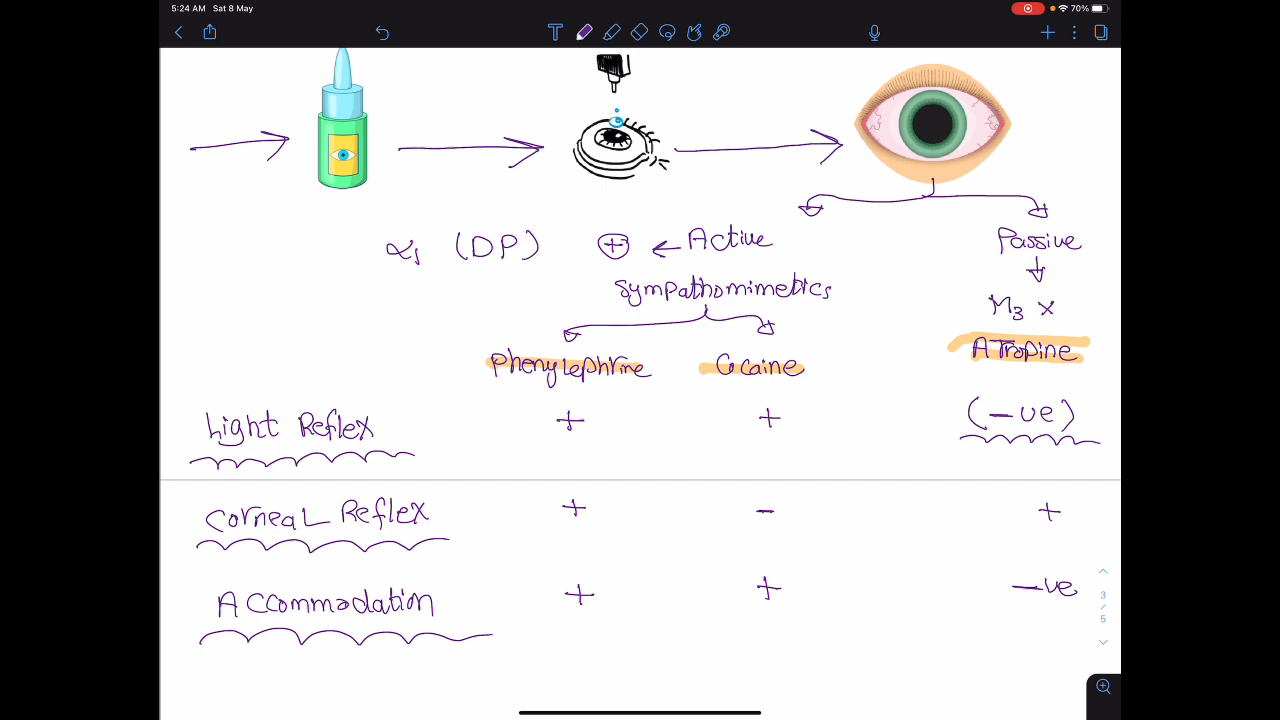 5:24 AM Sat 8 May
70%
T
α₁ (DP) ⊕ ← Active
Passive
Sympathomimetics
M₃ x
Phenylephrine Cocaine Atropine
Light Reflex + + (-ve)
Corneal Reflex + - +
Accommodation + + -ve
3
/
5